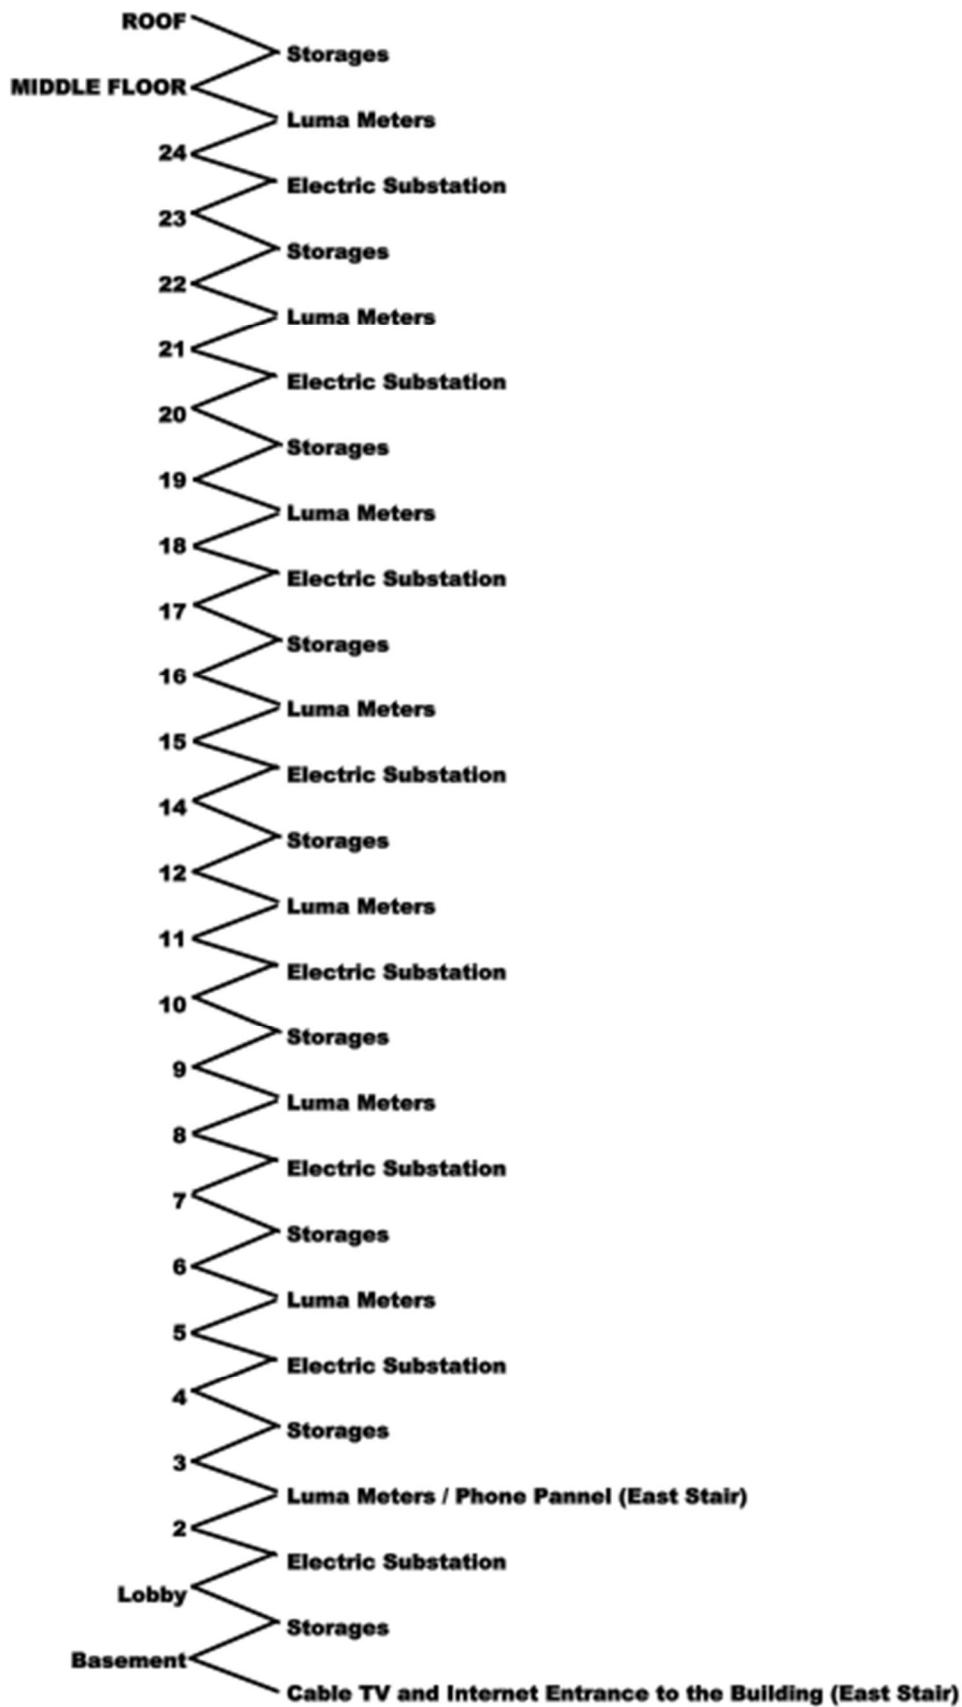 ROOF
Storages
MIDDLE FLOOR
Luma Meters
24
Electric Substation
23
Storages
22
Luma Meters
21
Electric Substation
20
Storages
19
Luma Meters
18
Electric Substation
17
Storages
16
Luma Meters
15
Electric Substation
14
Storages
12
Luma Meters
11
Electric Substation
10
Storages
9
Luma Meters
8
Electric Substation
7
Storages
6
Luma Meters
5
Electric Substation
4
Storages
3
Luma Meters / Phone Pannel (East Stair)
2
Electric Substation
Lobby
Storages
Basement
Cable TV and Internet Entrance to the Building (East Stair)